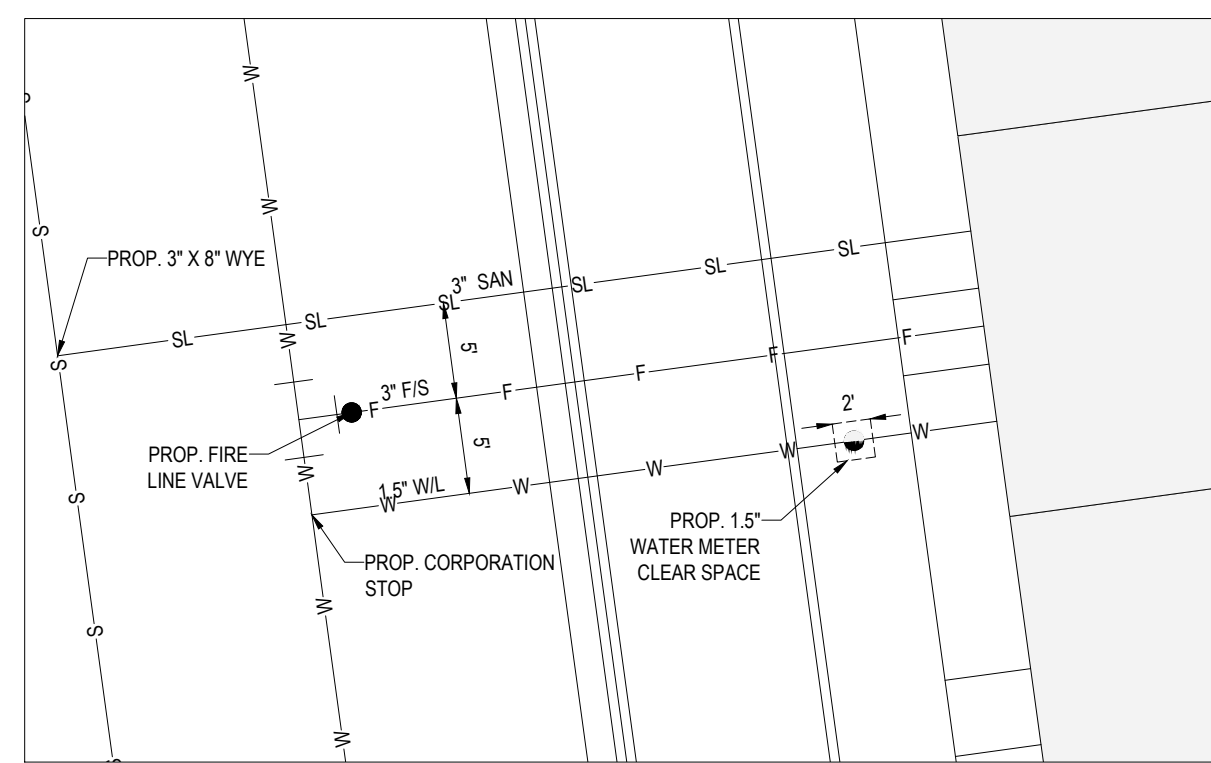 S
W
S
W
PROP. 3" X 8" WYE
SL
SL
3" SAN
SL
SL
SL
SL
S
W
5'
F
F
F
3" F/S
F
F
PROP. FIRE
LINE VALVE
2'
5'
W
W
W
W
1.5" W/L
W
W
W
S
PROP. 1.5"
WATER METER
CLEAR SPACE
PROP. CORPORATION
STOP
W
S
W
S